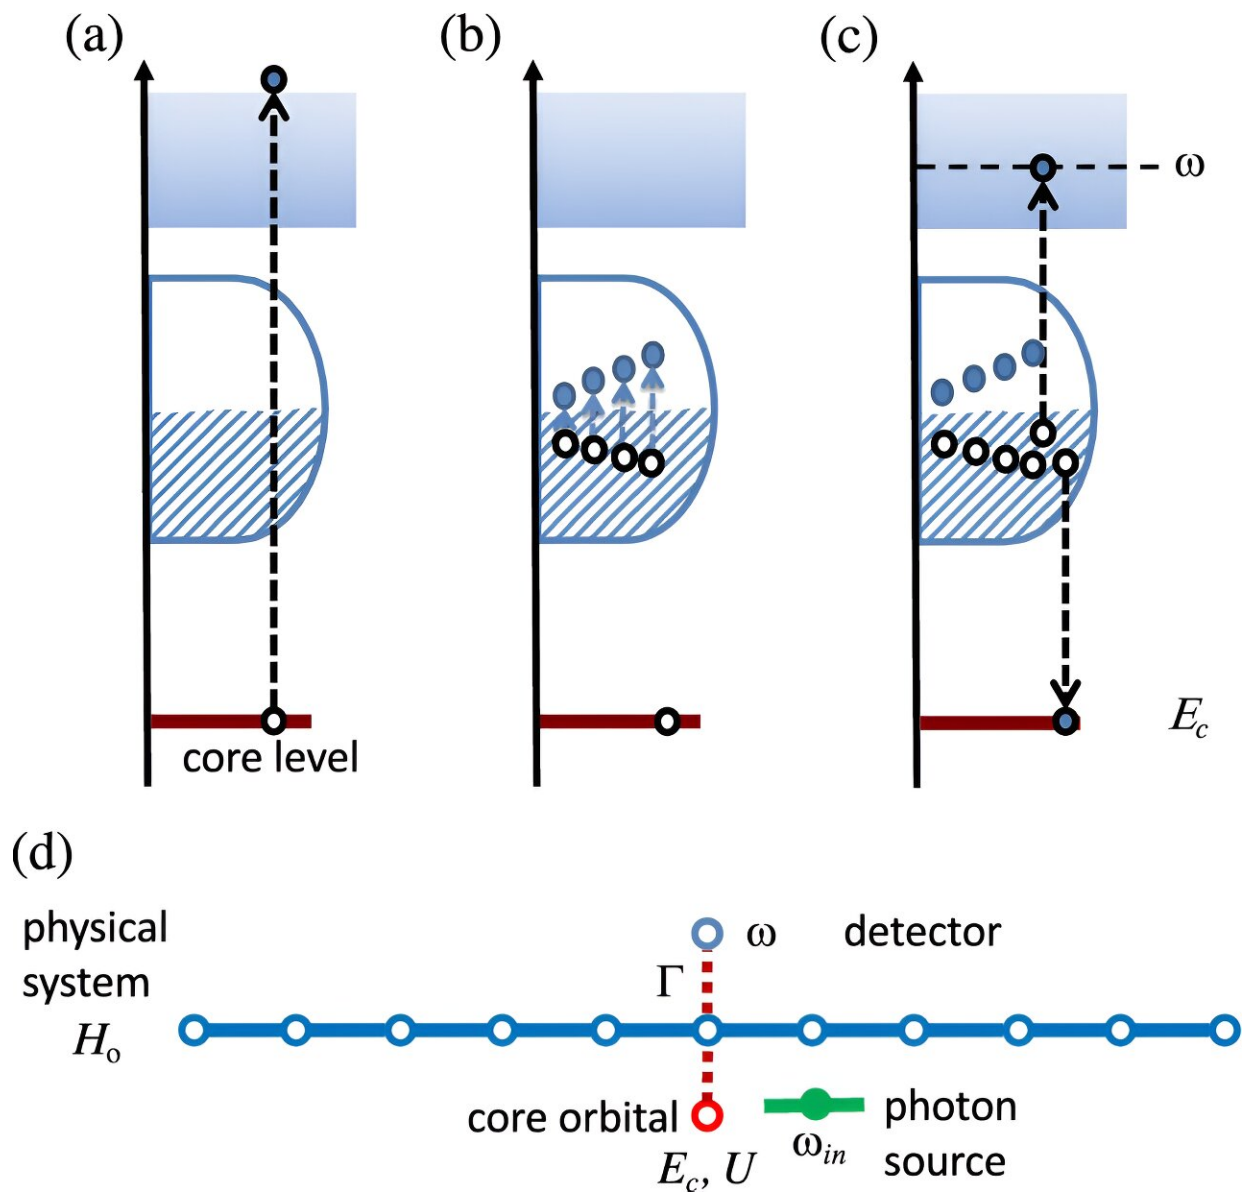 (a)
(b)
(c)
ω
core level
E_c
(d)
physical
system
H_o
ω
detector
Γ
core orbital
E_c, U
ω_in
photon
source